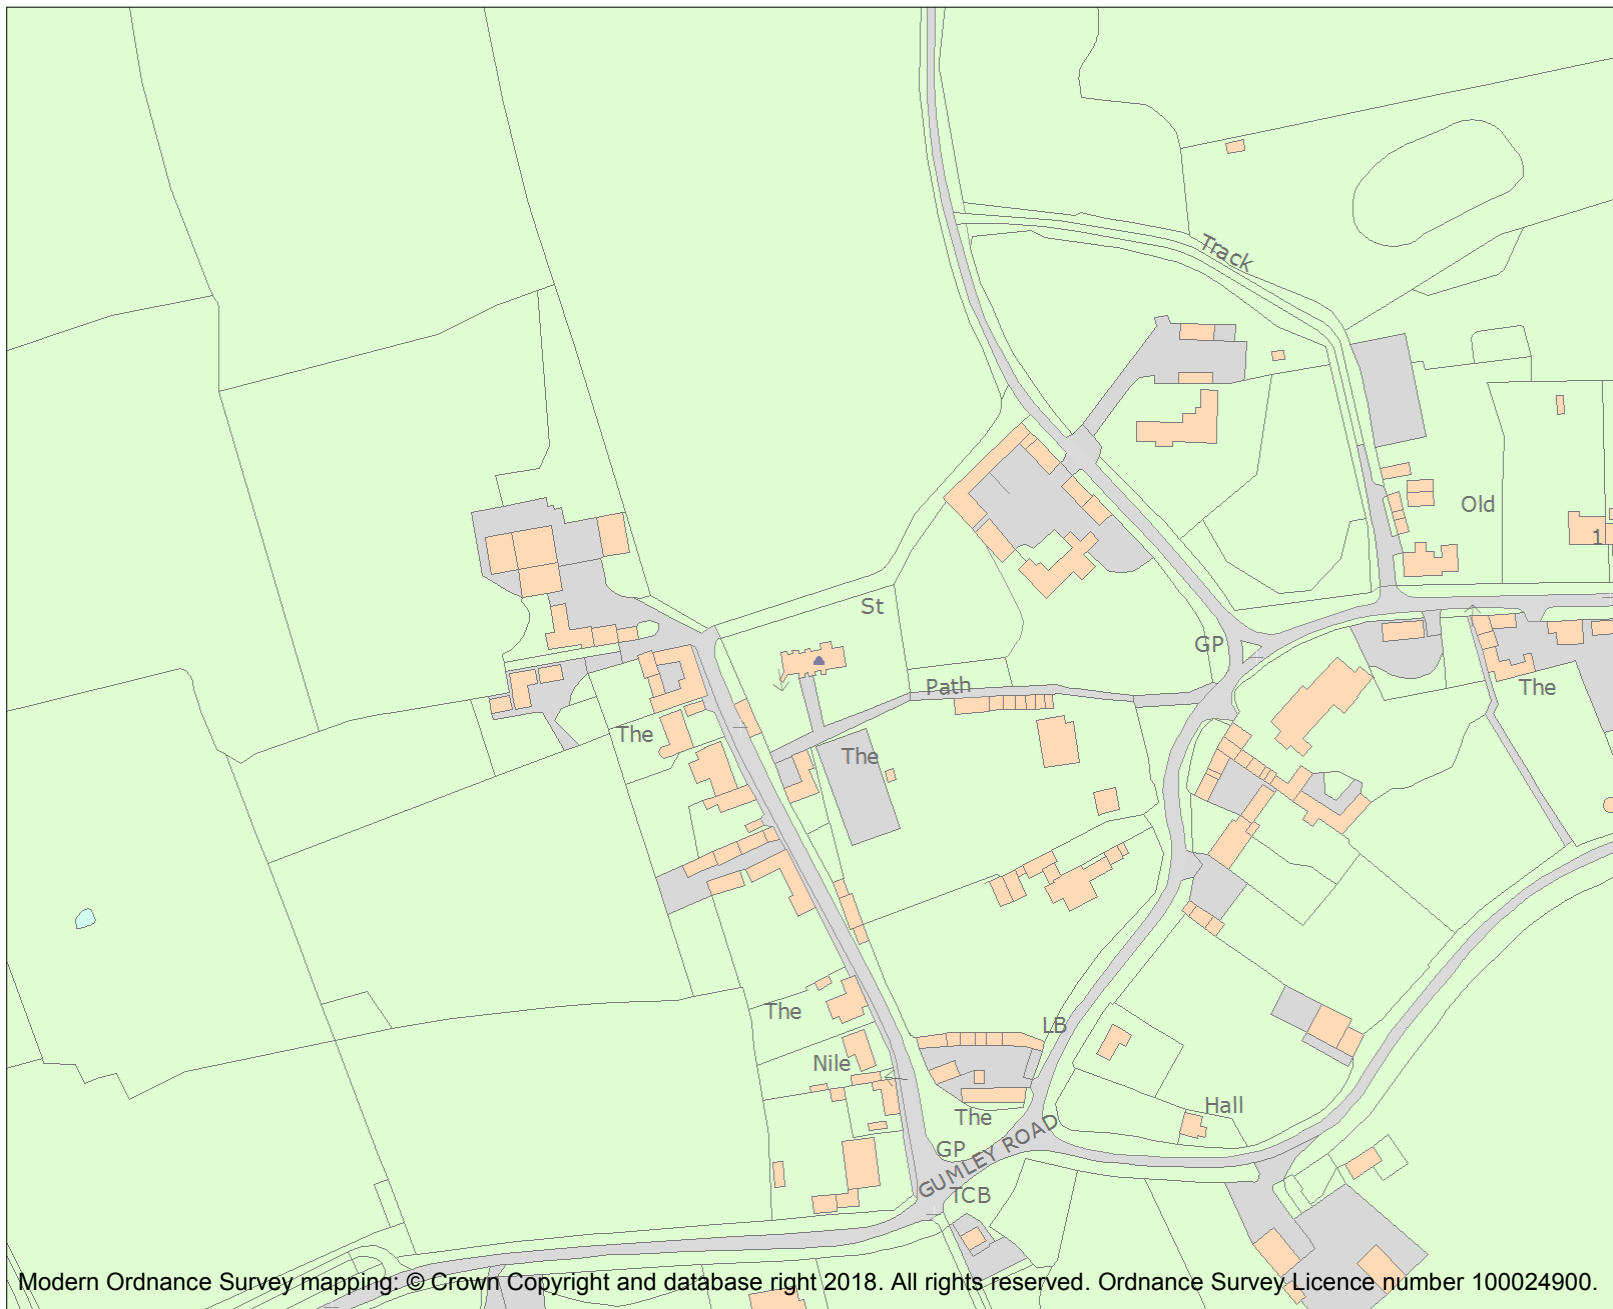 Track
Old
1
St
GP
Path
The
The
The
The
LB
Nile
Hall
The
GP
GUMLEY ROAD
TCB
Modern Ordnance Survey mapping: © Crown Copyright and database right 2018. All rights reserved. Ordnance Survey Licence number 100024900.